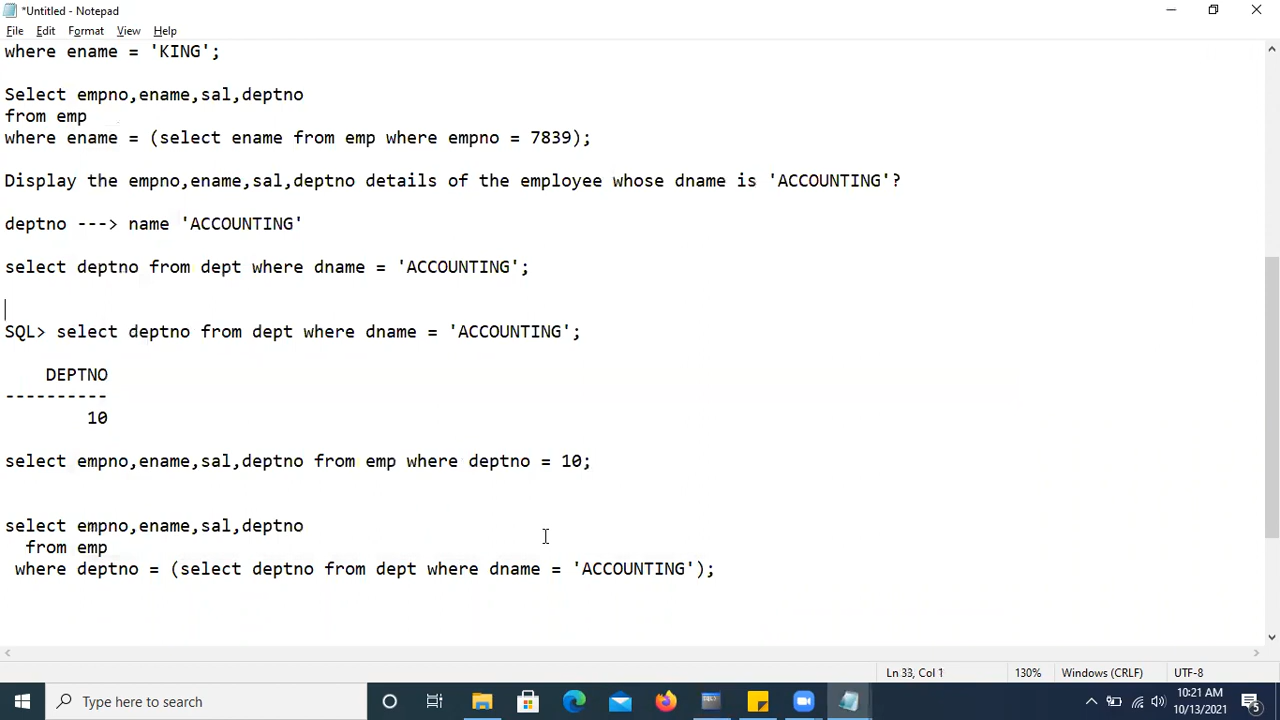 *Untitled - Notepad
File Edit Format View Help
where ename = 'KING';
Select empno,ename,sal,deptno
from emp
where ename = (select ename from emp where empno = 7839);
Display the empno,ename,sal,deptno details of the employee whose dname is 'ACCOUNTING'?
deptno ---> name 'ACCOUNTING'
select deptno from dept where dname = 'ACCOUNTING';
SQL> select deptno from dept where dname = 'ACCOUNTING';
DEPTNO
----------
10
select empno,ename,sal,deptno from emp where deptno = 10;
select empno,ename,sal,deptno
from emp
where deptno = (select deptno from dept where dname = 'ACCOUNTING');
Ln 33, Col 1 130% Windows (CRLF) UTF-8
Type here to search
10:21 AM
10/13/2021
5